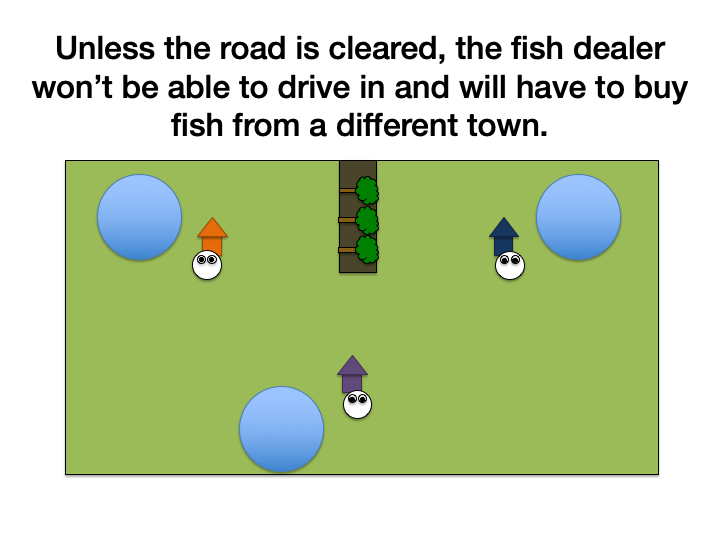 Unless the road is cleared, the fish dealer
won’t be able to drive in and will have to buy
fish from a different town.